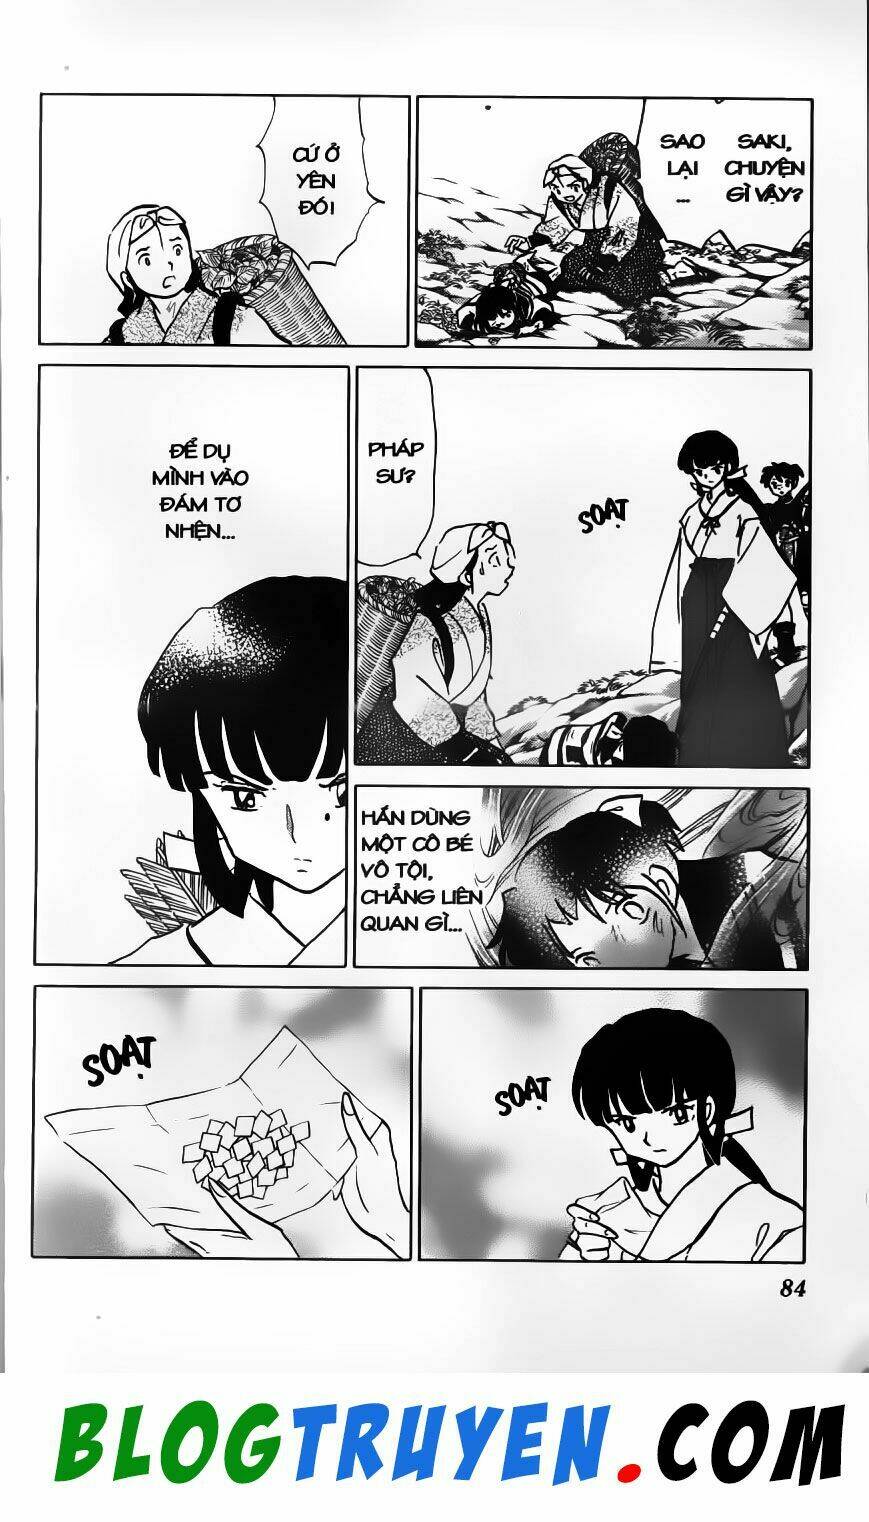 SAKI,
CHUYỆN
GÌ VẬY?
SAO
LẠI
...
CỨ Ở
YÊN
ĐÓ!
PHÁP
SƯ?
SOẠT
ĐỂ DỤ
MÌNH VÀO
ĐÁM TƠ
NHỆN...
HẮN DÙNG
MỘT CÔ BÉ
VÔ TỘI,
CHẲNG LIÊN
QUAN GÌ...
SOẠT
SOẠT
84
BLOGTRUYEN.COM